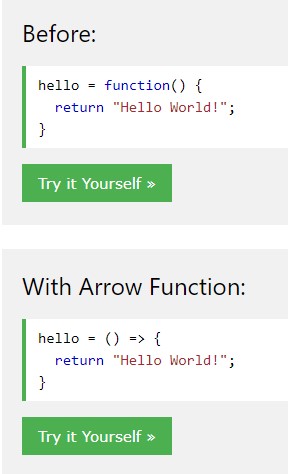 Before:
hello = function() {
  return "Hello World!";
}
Try it Yourself »
With Arrow Function:
hello = () => {
  return "Hello World!";
}
Try it Yourself »